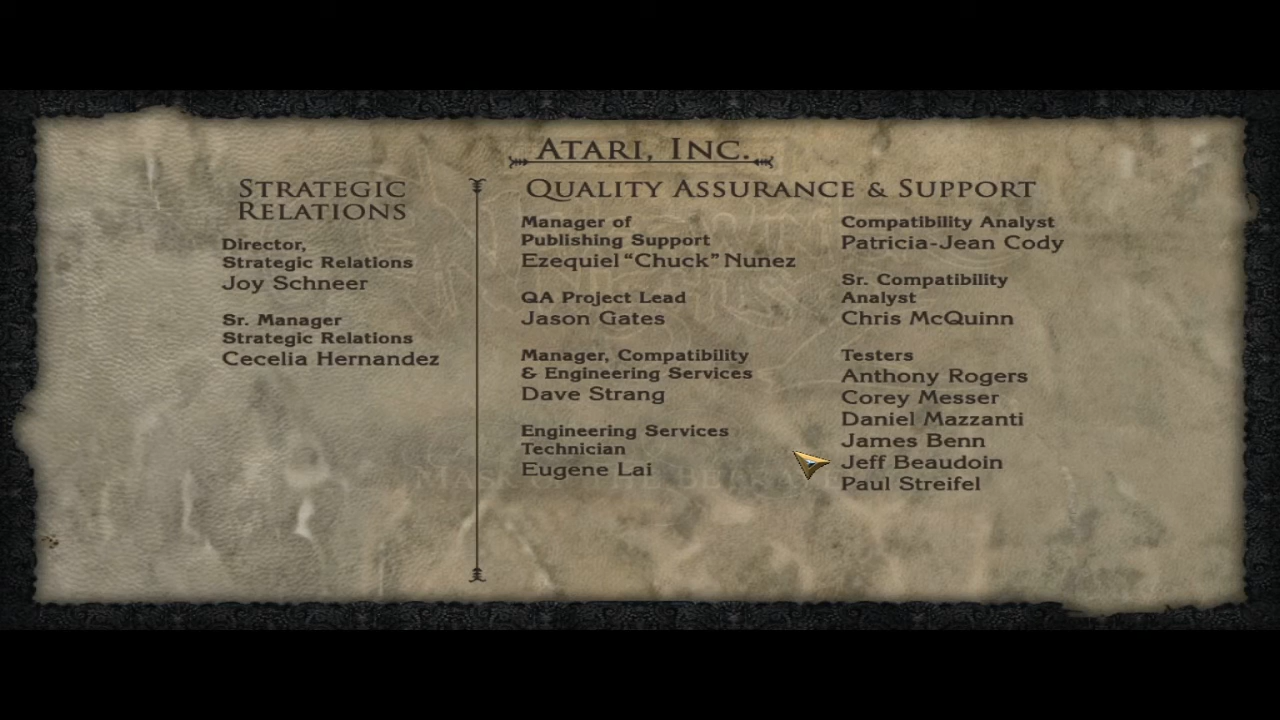 ATARI, INC.
STRATEGIC
RELATIONS
Director,
Strategic Relations
Joy Schneer
Sr. Manager
Strategic Relations
Cecelia Hernandez
QUALITY ASSURANCE & SUPPORT
Manager of
Publishing Support
Ezequiel “Chuck” Nunez
QA Project Lead
Jason Gates
Manager, Compatibility
& Engineering Services
Dave Strang
Engineering Services
Technician
Eugene Lai
Compatibility Analyst
Patricia-Jean Cody
Sr. Compatibility
Analyst
Chris McQuinn
Testers
Anthony Rogers
Corey Messer
Daniel Mazzanti
James Benn
Jeff Beaudoin
Paul Streifel